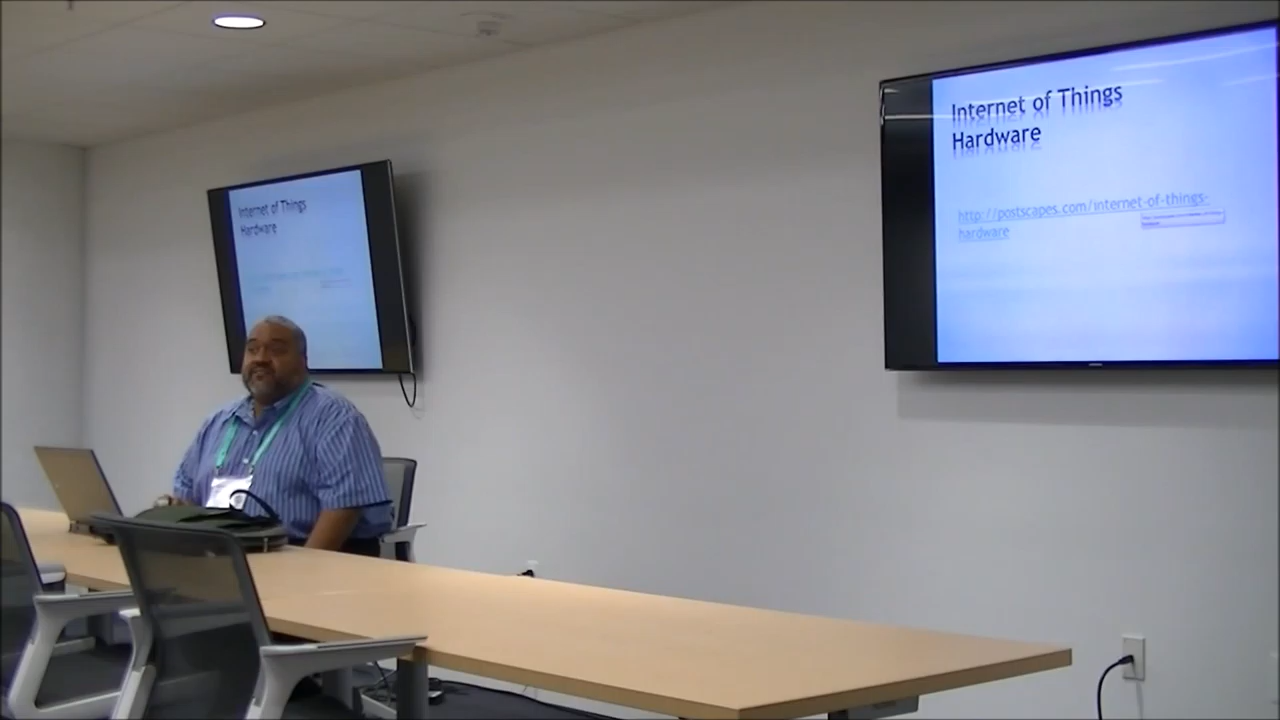 Internet of Things
Hardware
Internet of Things
Hardware
http://postscapes.com/internet-of-things-
hardware